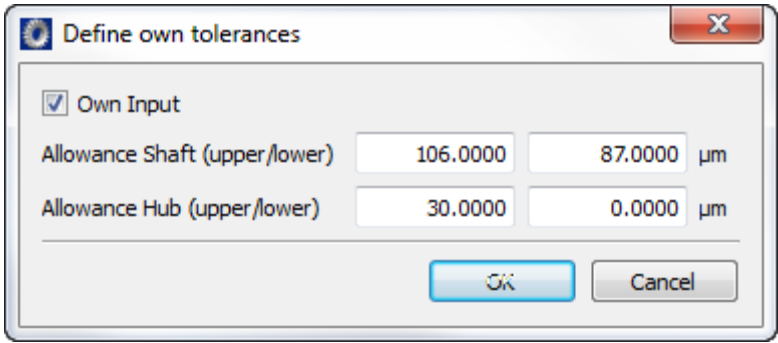 Define own tolerances
Own Input
Allowance Shaft (upper/lower) 106.0000 87.0000 µm
Allowance Hub (upper/lower) 30.0000 0.0000 µm
OK Cancel